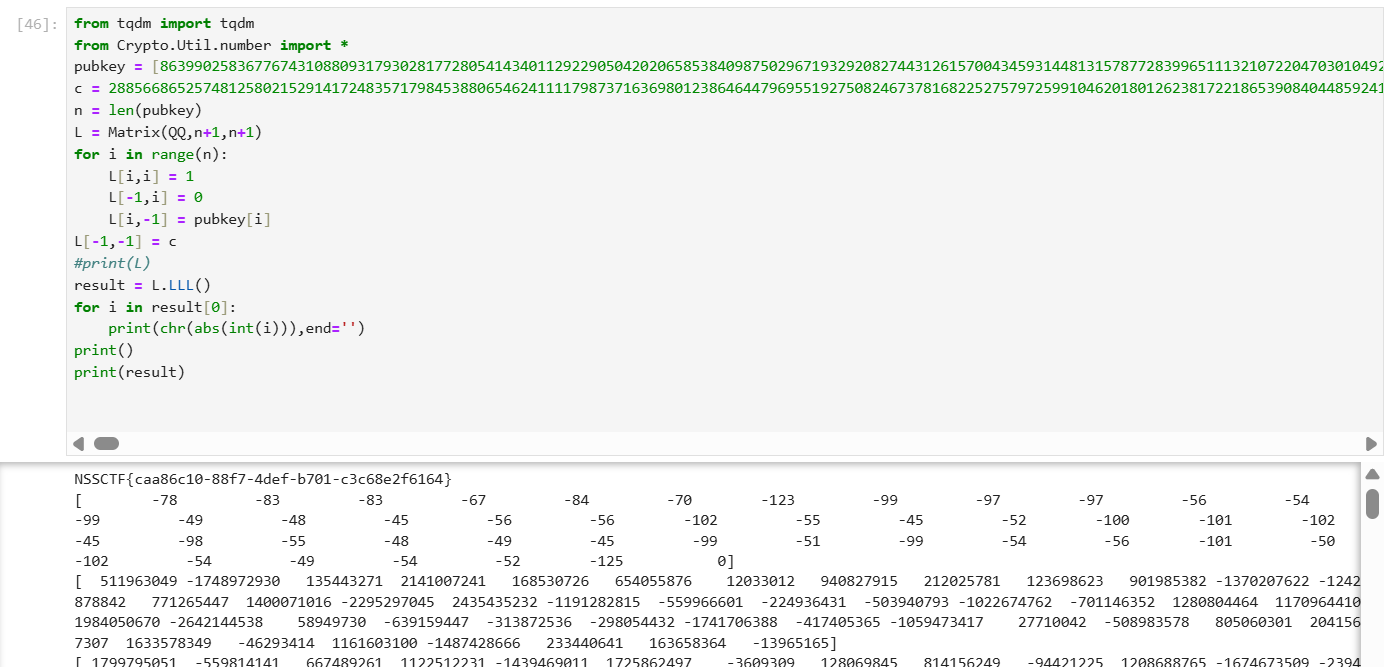 [46]:
from tqdm import tqdm
from Crypto.Util.number import *
pubkey = [8639902583677674310880931793028177280541434011292290504202065853840987502967193292082744312615700434593144813157877283996511132107220470301049​2
c = 2885668652574812580215291417248357179845388065462411117987371636980123864644796955192750824673781682252757972599104620180126238172218653908404485924​1
n = len(pubkey)
L = Matrix(QQ,n+1,n+1)
for i in range(n):
    L[i,i] = 1
    L[-1,i] = 0
    L[i,-1] = pubkey[i]
L[-1,-1] = c
#print(L)
result = L.LLL()
for i in result[0]:
    print(chr(abs(int(i))),end='')
print()
print(result)
NSSCTF{caa86c10-88f7-4def-b701-c3c68e2f6164}
[ -78 -83 -83 -67 -84 -70 -123 -99 -97 -97 -56 -54
-99 -49 -48 -45 -56 -56 -102 -55 -45 -52 -100 -101 -102
-45 -98 -55 -48 -49 -45 -99 -51 -99 -54 -56 -101 -50
-102 -54 -49 -54 -52 -125 0]
[ 511963049 -1748972930 135443271 2141007241 168530726 654055876 12033012 940827915 212025781 123698623 901985382 -1370207622 -1242
878842 771265447 1400071016 -2295297045 2435435232 -1191282815 -559966601 -224936431 -503940793 -1022674762 -701146352 1280804464 1170964410
1984050670 -2642144538 58949730 -639159447 -313872536 -298054432 -1741706388 -417405365 -1059473417 27710042 -508983578 805060301 204156
7307 1633578349 -46293414 1161603100 -1487428666 233440641 163658364 -13965165]
[ 1799795051 -559814141 667489261 1122512231 -1439469011 1725862497 -3609309 128069845 814156249 -94421225 1208688765 -1674673509 -2394